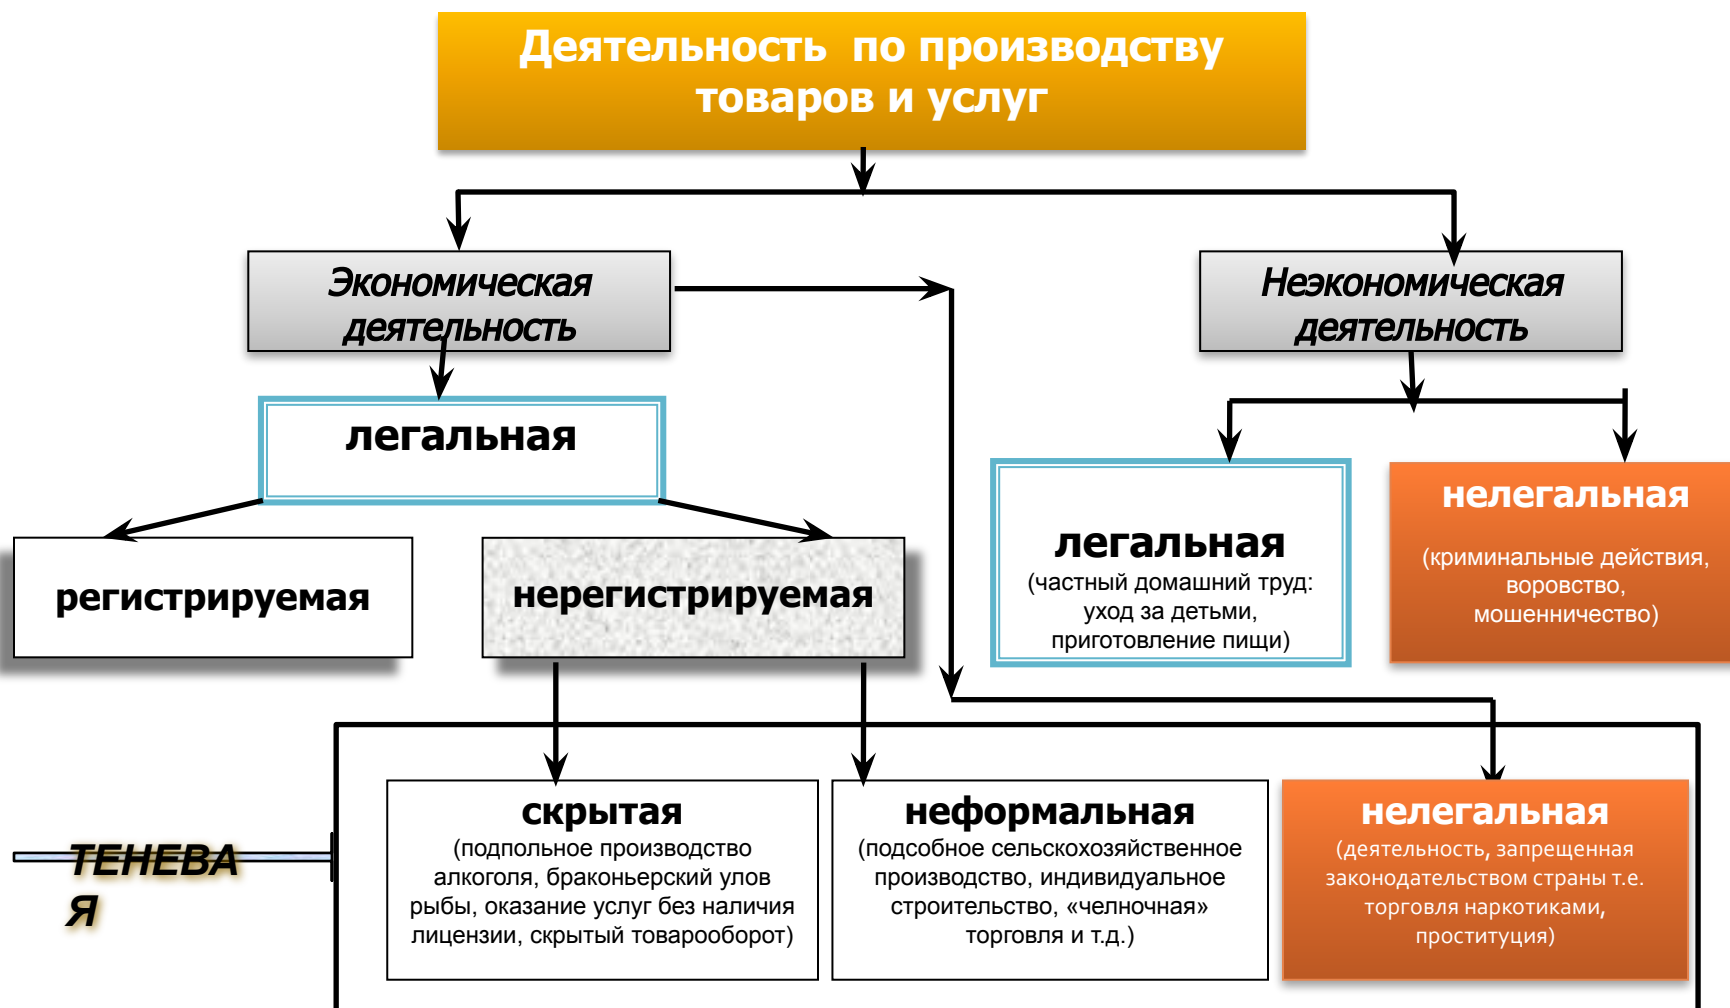 Деятельность по производству
товаров и услуг
Экономическая
деятельность
Неэкономическая
деятельность
легальная
регистрируемая
нерегистрируемая
легальная
(частный домашний труд:
уход за детьми,
приготовление пищи)
нелегальная
(криминальные действия,
воровство,
мошенничество)
ТЕНЕВА
Я
скрытая
(подпольное производство
алкоголя, браконьерский улов
рыбы, оказание услуг без наличия
лицензии, скрытый товарооборот)
неформальная
(подсобное сельскохозяйственное
производство, индивидуальное
строительство, «челночная»
торговля и т.д.)
нелегальная
(деятельность, запрещенная
законодательством страны т.е.
торговля наркотиками,
проституция)